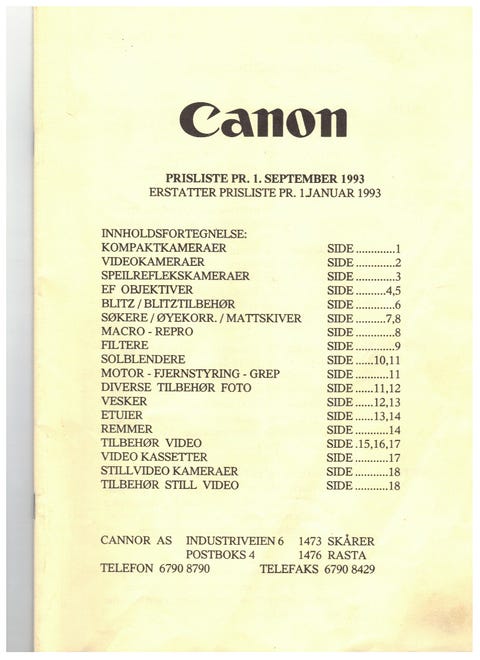 Canon
PRISLISTE PR. 1. SEPTEMBER 1993
ERSTATTER PRISLISTE PR. 1.JANUAR 1993
INNHOLDSFORTEGNELSE:
KOMPAKTKAMERAER SIDE ............1
VIDEOKAMERAER SIDE ............2
SPEILREFLEKSKAMERAER SIDE ............3
EF OBJEKTIVER SIDE .........4,5
BLITZ / BLITZTILBEHØR SIDE ............6
SØKERE / ØYEKORR. / MATTSKIVER SIDE .........7,8
MACRO - REPRO SIDE ............8
FILTERE SIDE ............9
SOLBLENDERE SIDE ......10,11
MOTOR - FJERNSTYRING - GREP SIDE ..........11
DIVERSE TILBEHØR FOTO SIDE ......11,12
VESKER SIDE ......12,13
ETUIER SIDE ......13,14
REMMER SIDE ..........14
TILBEHØR VIDEO SIDE .15,16,17
VIDEO KASSETTER SIDE ..........17
STILLVIDEO KAMERAER SIDE ..........18
TILBEHØR STILL VIDEO SIDE ..........18
CANNOR AS INDUSTRIVEIEN 6 1473 SKÅRER
POSTBOKS 4 1476 RASTA
TELEFON 6790 8790 TELEFAKS 6790 8429